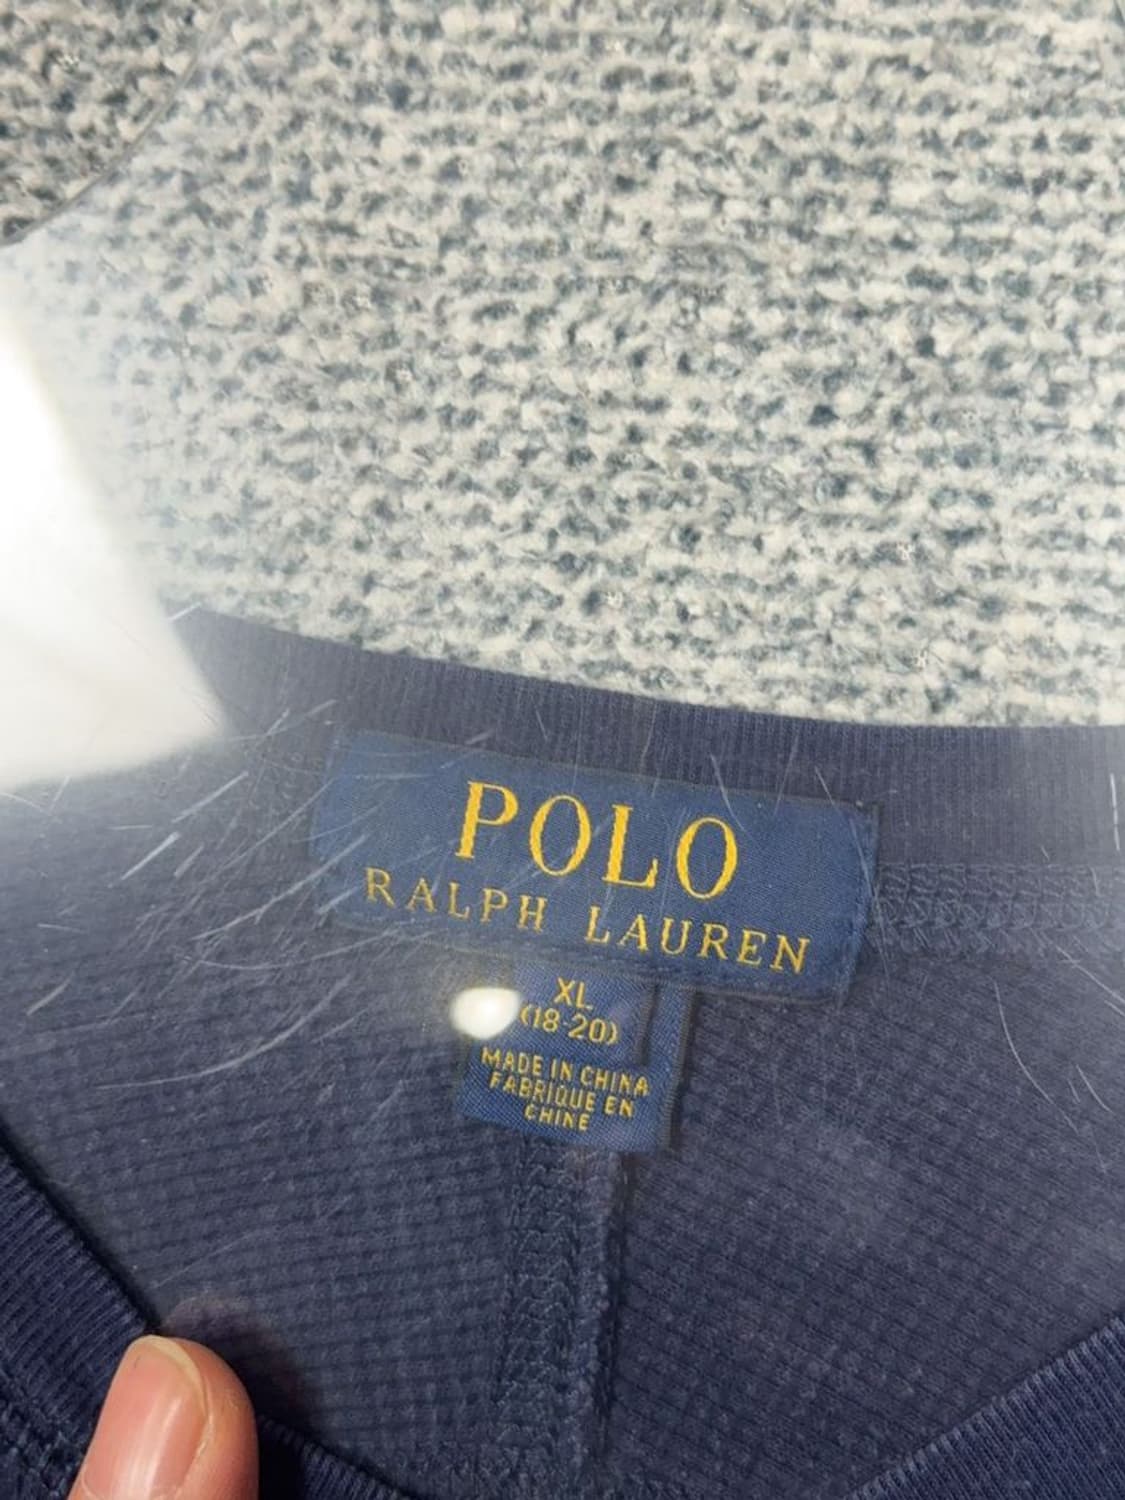 POLO
RALPH LAUREN
XL
(18-20)
MADE IN CHINA
FABRIQUE EN
CHINE